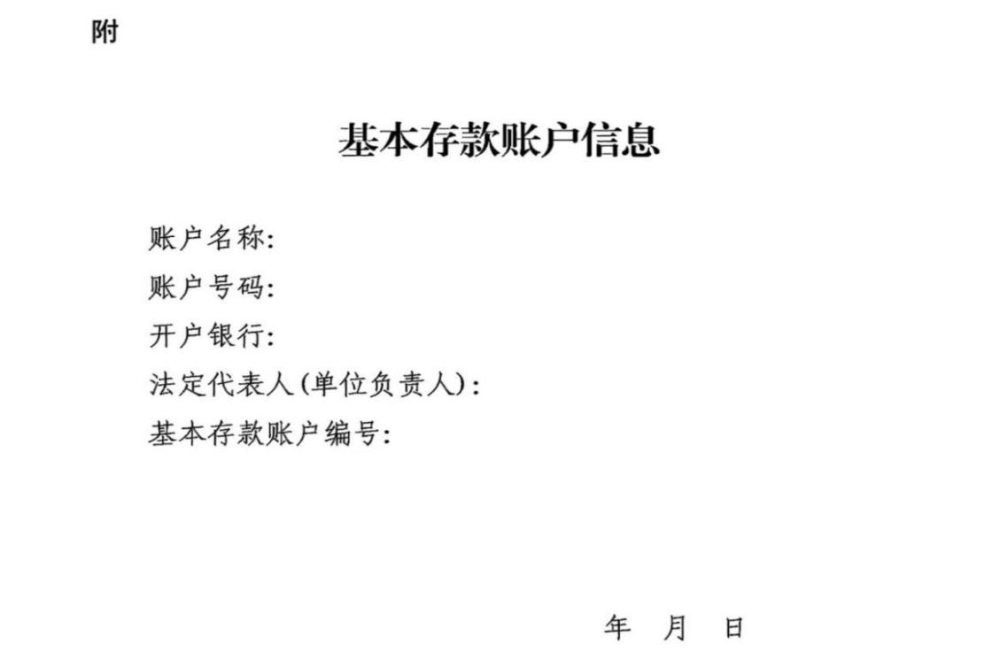 附
基本存款账户信息
账户名称:
账户号码:
开户银行:
法定代表人(单位负责人):
基本存款账户编号:
年 月 日